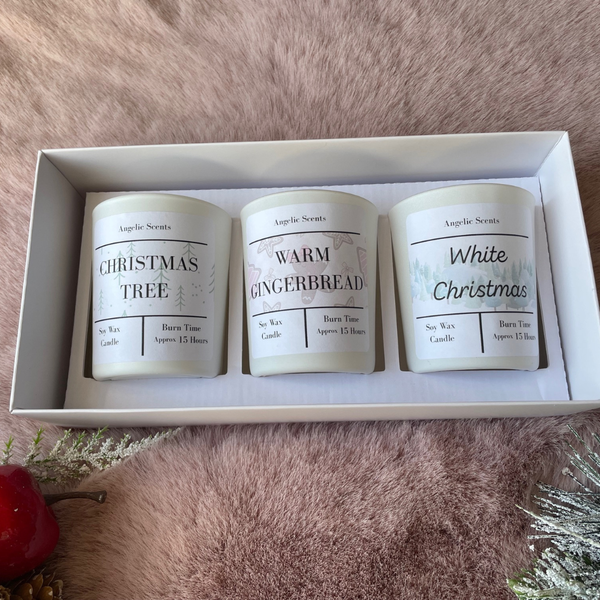 Angelic Scents
CHRISTMAS
TREE
Soy Wax
Candle
Burn Time
Approx 15 Hours
Angelic Scents
WARM
GINGERBREAD
Soy Wax
Candle
Burn Time
Approx 15 Hours
Angelic Scents
White
Christmas
Soy Wax
Candle
Burn Time
Approx 15 Hours